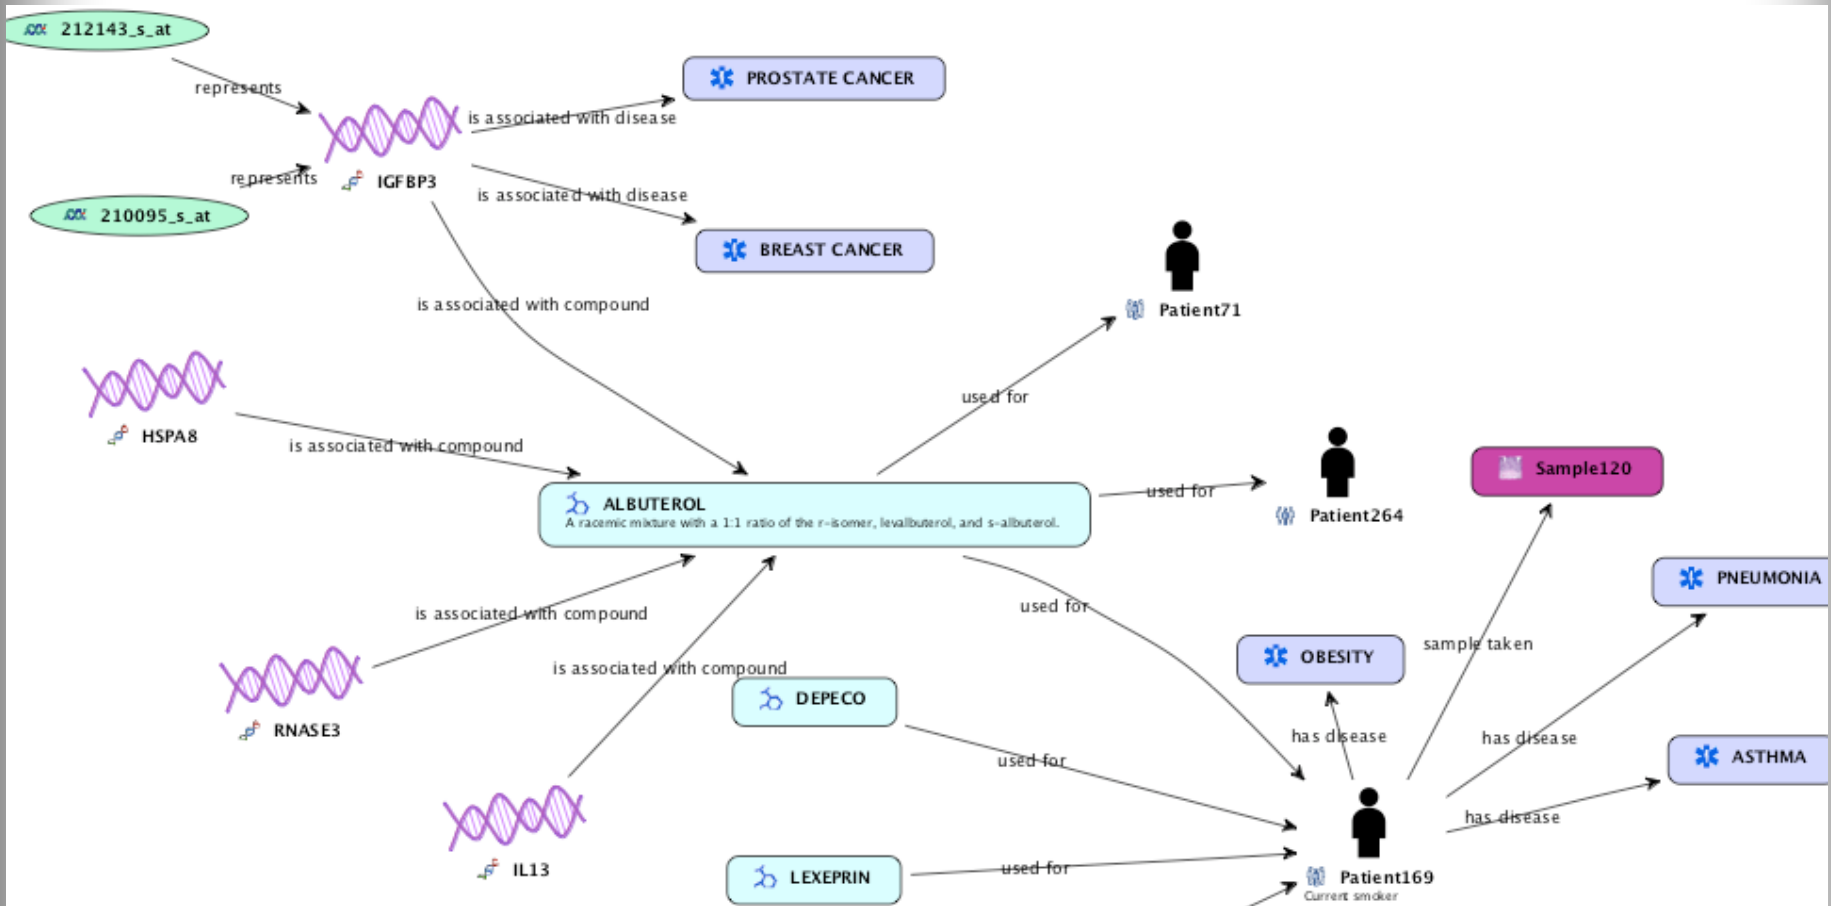 212143_s_at
represents
PROSTATE CANCER
is associated with disease
represents
IGFBP3
is associated with disease
210095_s_at
BREAST CANCER
is associated with compound
Patient71
used for
HSPA8
is associated with compound
Sample120
used for
Patient264
ALBUTEROL
A racemic mixture with a 1:1 ratio of the r-isomer, levalbuterol, and s-albuterol.
PNEUMONIA
used for
is associated with compound
sample taken
OBESITY
is associated with compound
DEPECO
RNASE3
has disease
has disease
ASTHMA
used for
has disease
IL13
used for
LEXEPRIN
Patient169
Current smoker